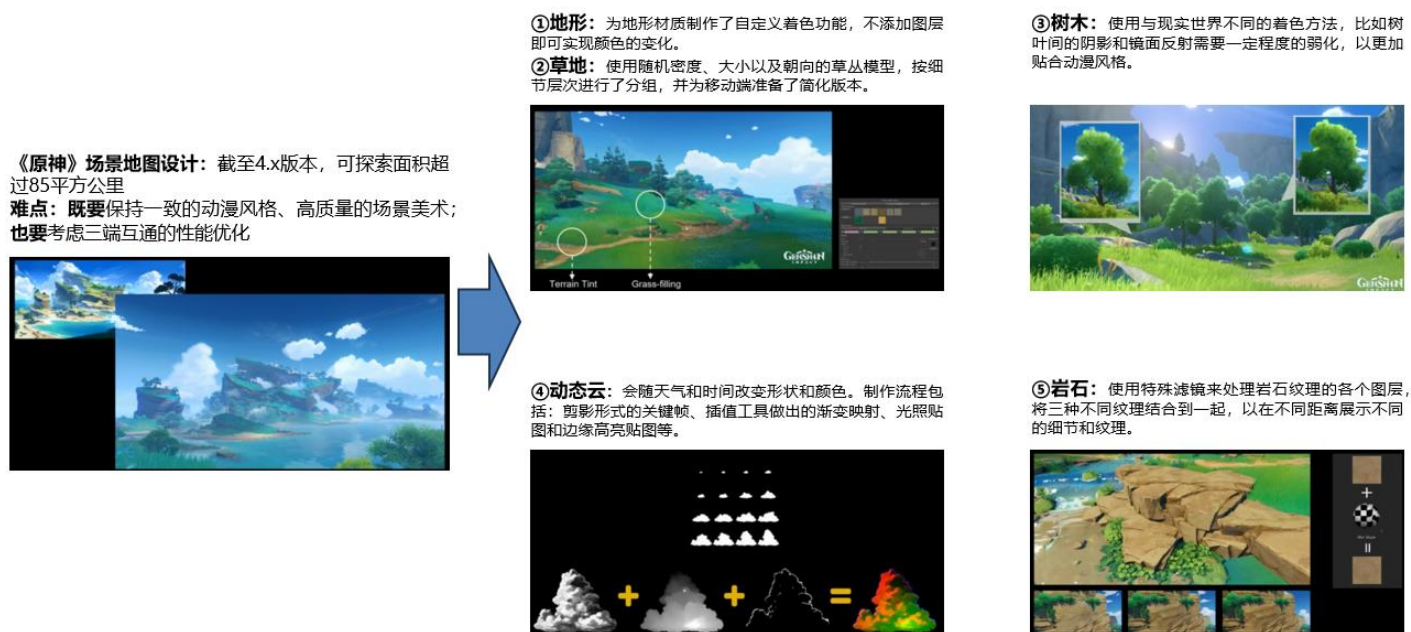 《原神》场景地图设计：截至4.x版本，可探索面积超
过85平方公里
难点：既要保持一致的动漫风格、高质量的场景美术；
也要考虑三端互通的性能优化
①地形：为地形材质制作了自定义着色功能，不添加图层
即可实现颜色的变化。
②草地：使用随机密度、大小以及朝向的草丛模型，按细
节层次进行了分组，并为移动端准备了简化版本。
GENSHIN
IMPACT
Terrain Tint
Grass-filling
③树木：使用与现实世界不同的着色方法，比如树
叶间的阴影和镜面反射需要一定程度的弱化，以更加
贴合动漫风格。
GENSHIN
④动态云：会随天气和时间改变形状和颜色。制作流程包
括：剪影形式的关键帧、插值工具做出的渐变映射、光照贴
图和边缘高亮贴图等。
⑤岩石：使用特殊滤镜来处理岩石纹理的各个图层，
将三种不同纹理结合到一起，以在不同距离展示不同
的细节和纹理。